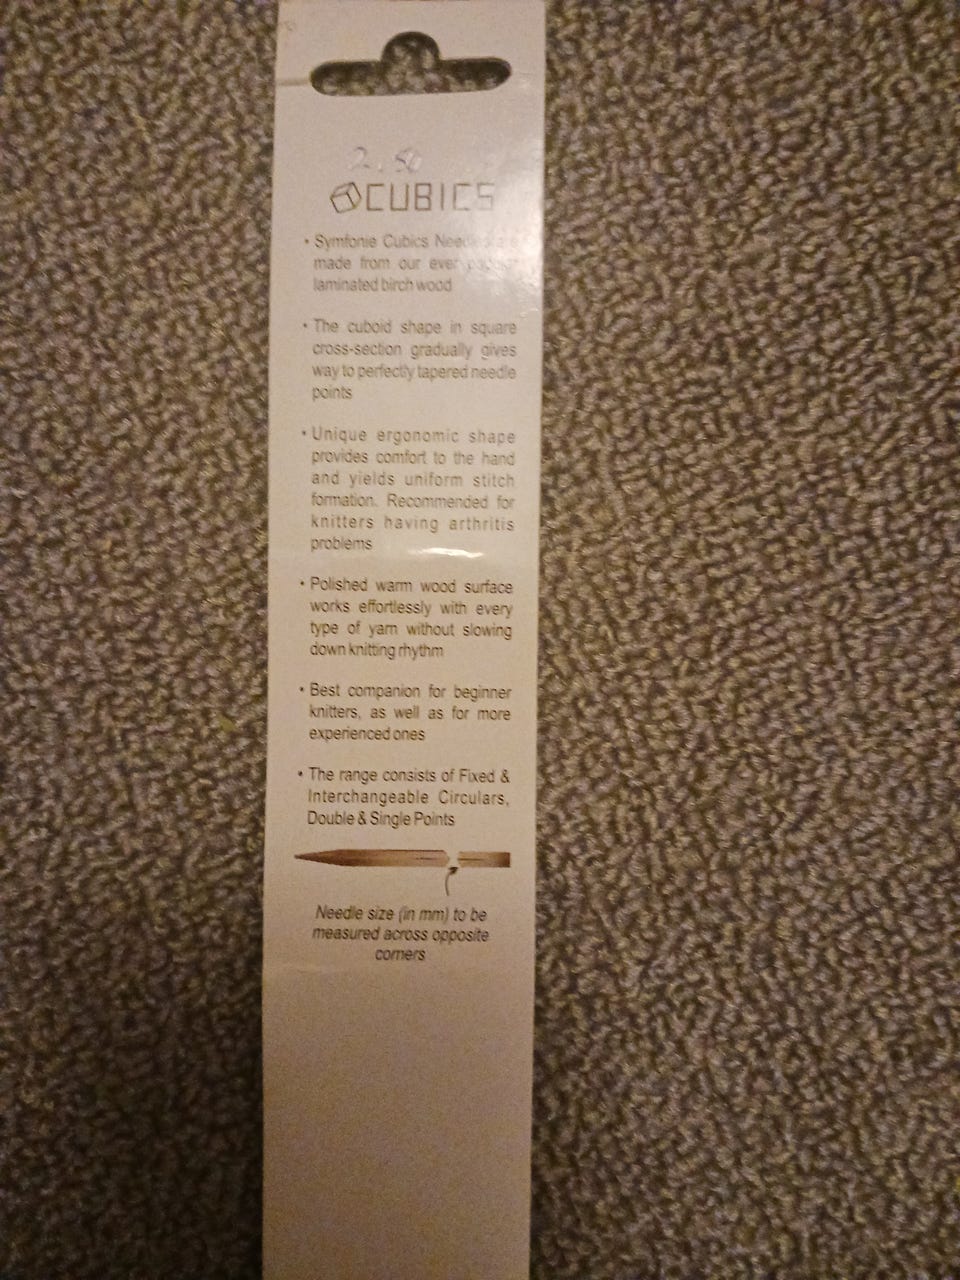 2.50
CUBICS
• Symfonie Cubics Needles are
made from our ever popular
laminated birch wood
• The cuboid shape in square
cross-section gradually gives
way to perfectly tapered needle
points
• Unique ergonomic shape
provides comfort to the hand
and yields uniform stitch
formation. Recommended for
knitters having arthritis
problems
• Polished warm wood surface
works effortlessly with every
type of yarn without slowing
down knitting rhythm
• Best companion for beginner
knitters, as well as for more
experienced ones
• The range consists of Fixed &
Interchangeable Circulars,
Double & Single Points
Needle size (in mm) to be
measured across opposite
corners